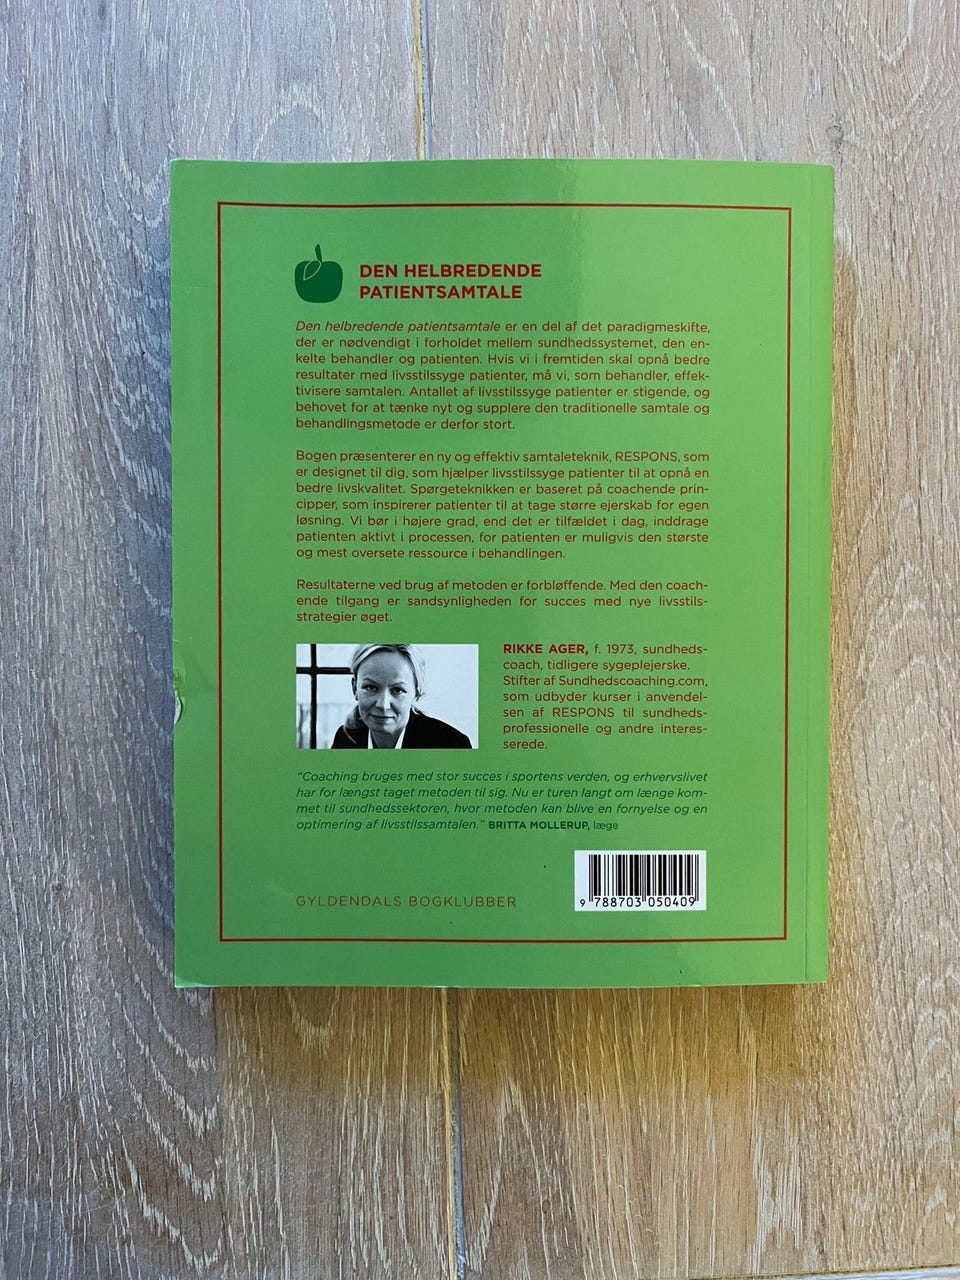 DEN HELBREDENDE
PATIENTSAMTALE
Den helbredende patientsamtale er en del af det paradigmeskifte,
der er nødvendigt i forholdet mellem sundhedssystemet, den en-
kelte behandler og patienten. Hvis vi i fremtiden skal opnå bedre
resultater med livsstilssyge patienter, må vi, som behandler, effek-
tivisere samtalen. Antallet af livsstilssyge patienter er stigende, og
behovet for at tænke nyt og supplere den traditionelle samtale og
behandlingsmetode er derfor stort.
Bogen præsenterer en ny og effektiv samtaleteknik, RESPONS, som
er designet til dig, som hjælper livsstilssyge patienter til at opnå en
bedre livskvalitet. Spørgeteknikken er baseret på coachende prin-
cipper, som inspirerer patienter til at tage større ejerskab for egen
løsning. Vi bør i højere grad, end det er tilfældet i dag, inddrage
patienten aktivt i processen, for patienten er muligvis den største
og mest oversete ressource i behandlingen.
Resultaterne ved brug af metoden er forbløffende. Med den coach-
ende tilgang er sandsynligheden for succes med nye livsstils-
strategier øget.
RIKKE AGER, f. 1973, sundheds-
coach, tidligere sygeplejerske.
Stifter af Sundhedscoaching.com,
som udbyder kurser i anvendel-
sen af RESPONS til sundheds-
professionelle og andre interes-
serede.
"Coaching bruges med stor succes i sportens verden, og erhvervslivet
har for længst taget metoden til sig. Nu er turen langt om længe kom-
met til sundhedssektoren, hvor metoden kan blive en fornyelse og en
optimering af livsstilssamtalen." BRITTA MOLLERUP, læge
GYLDENDALS BOGKLUBBER
9 788703 050409